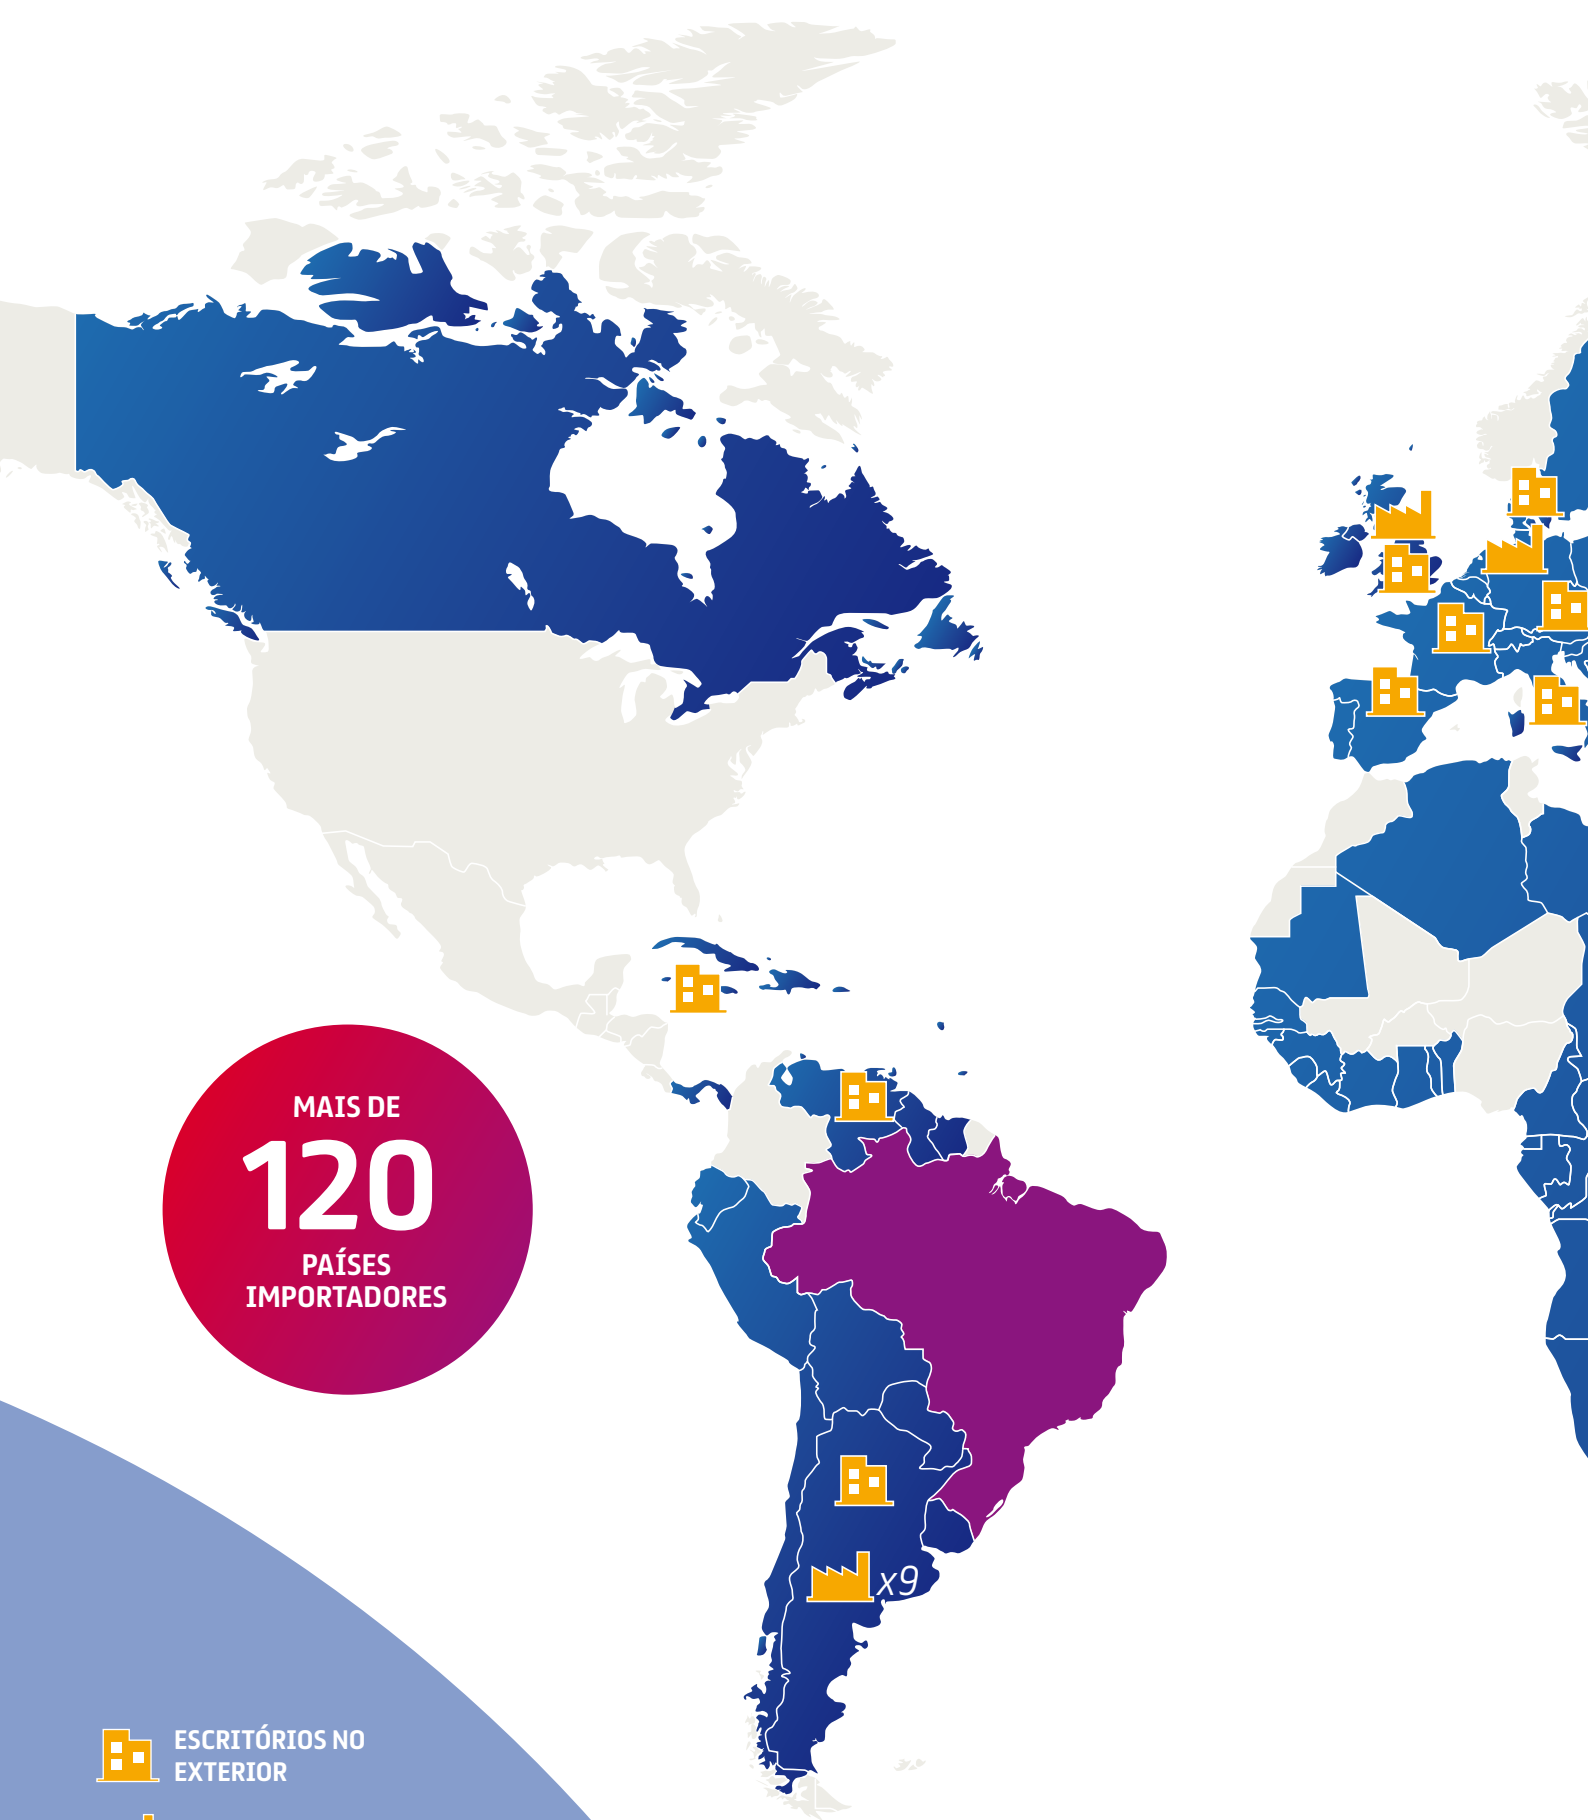 MAIS DE
120
PAÍSES
IMPORTADORES
x9
ESCRITÓRIOS NO
EXTERIOR